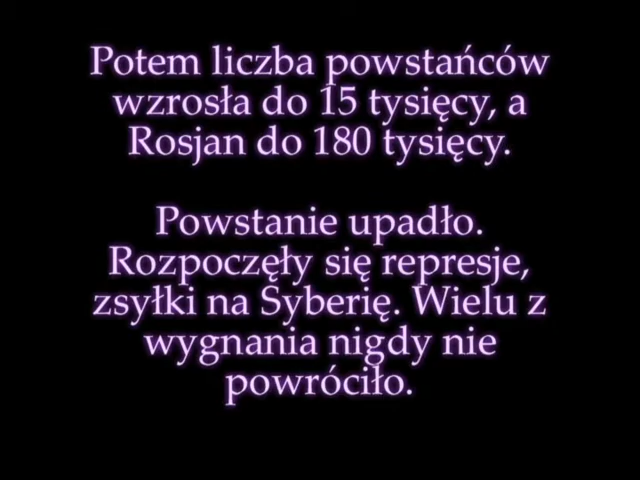 Potem liczba powstańców
wzrosła do 15 tysięcy, a
Rosjan do 180 tysięcy.
Powstanie upadło.
Rozpoczęły się represje,
zsyłki na Syberię. Wielu z
wygnania nigdy nie
powróciło.